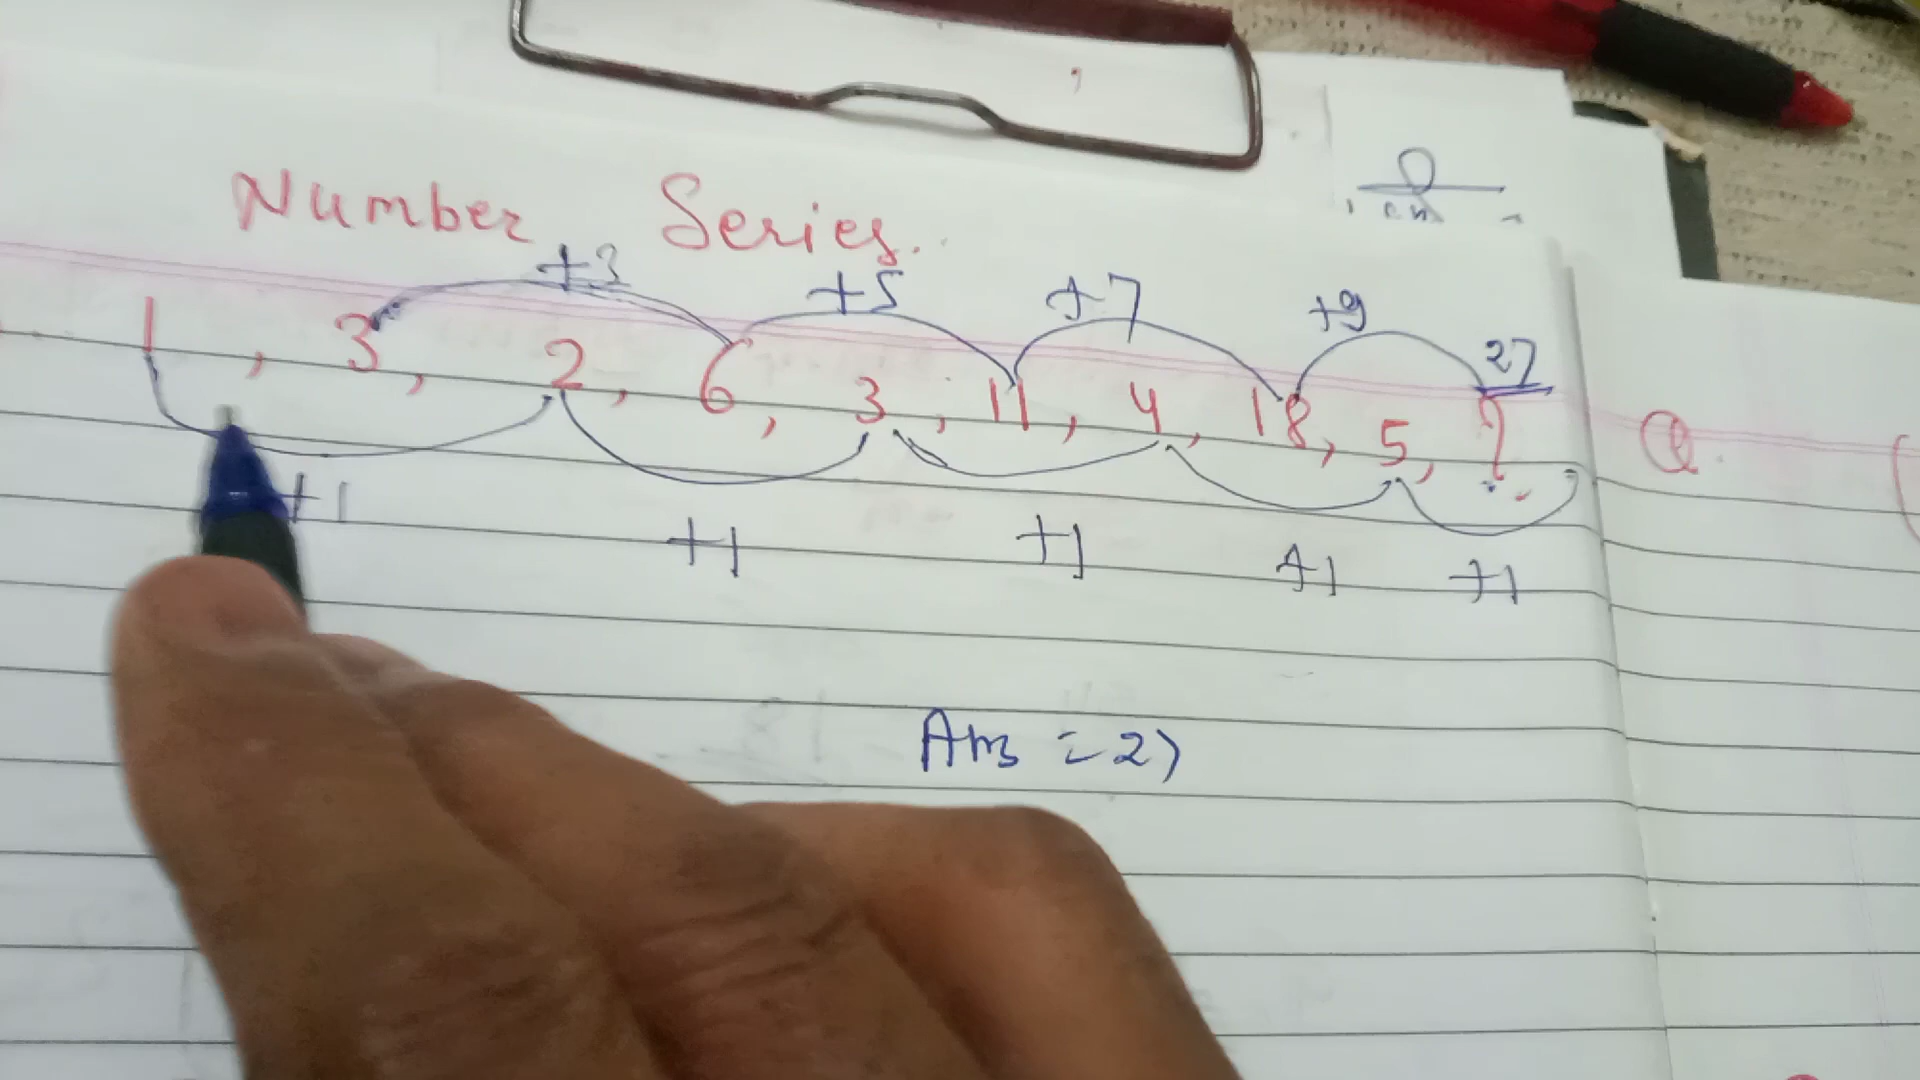 Number Series.
+3 +5 +7 +9
27
1, 3, 2, 6, 3, 11, 4, 18, 5, ?
Q.
+1 +1 +1 +1 +1
Ans = 27